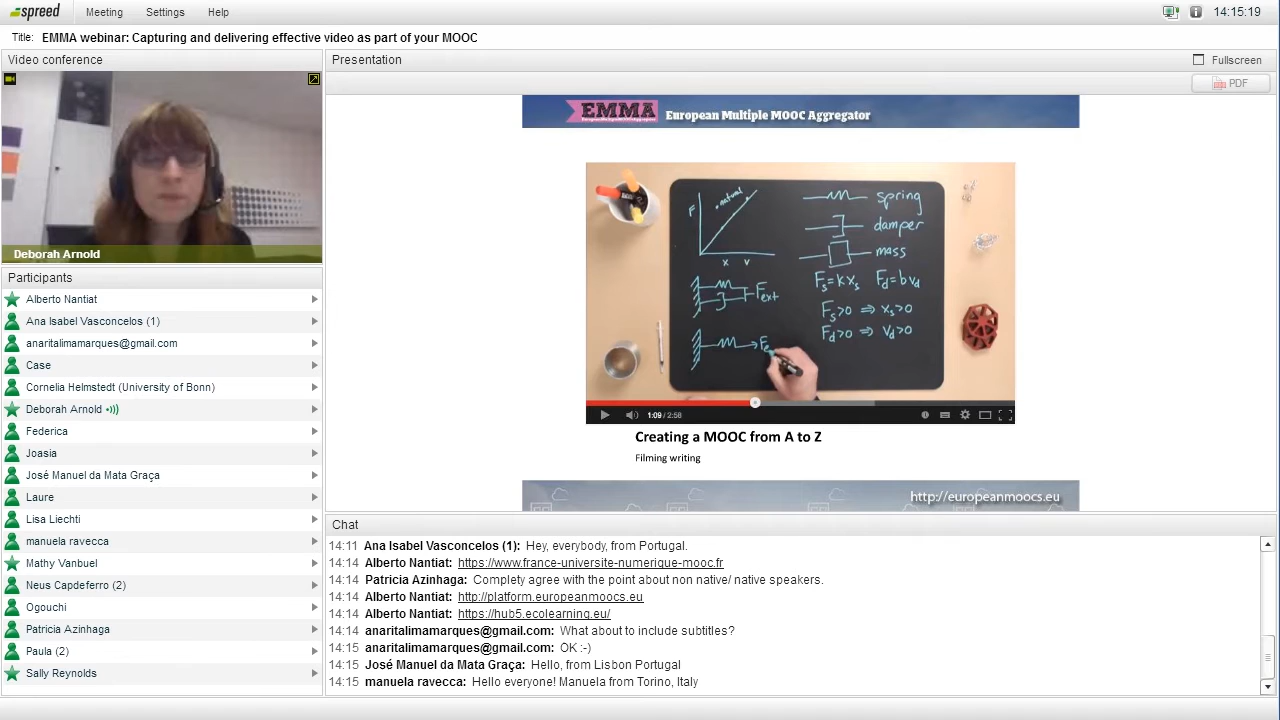 spreed Meeting Settings Help 14:15:19
Title: EMMA webinar: Capturing and delivering effective video as part of your MOOC
Video conference
Deborah Arnold
Participants
Alberto Nantiat
Ana Isabel Vasconcelos (1)
anaritalimamarques@gmail.com
Case
Cornelia Helmstedt (University of Bonn)
Deborah Arnold
Federica
Joasia
José Manuel da Mata Graça
Laure
Lisa Liechti
manuela ravecca
Mathy Vanbuel
Neus Capdeferro (2)
Ogouchi
Patricia Azinhaga
Paula (2)
Sally Reynolds
Presentation Fullscreen
PDF
EMMA European Multiple MOOC Aggregator
F natural
x v
spring
damper
mass
Fs=kxs Fd=bvd
Fs>0 ⇒ xs>0
Fd>0 ⇒ vd>0
Fext
Fe
1:09 / 2:58
Creating a MOOC from A to Z
Filming writing
http://europeanmoocs.eu
Chat
14:11 Ana Isabel Vasconcelos (1): Hey, everybody, from Portugal.
14:14 Alberto Nantiat: https://www.france-universite-numerique-mooc.fr
14:14 Patricia Azinhaga: Complety agree with the point about non native/ native speakers.
14:14 Alberto Nantiat: http://platform.europeanmoocs.eu
14:14 Alberto Nantiat: https://hub5.ecolearning.eu/
14:14 anaritalimamarques@gmail.com: What about to include subtitles?
14:15 anaritalimamarques@gmail.com: OK :-)
14:15 José Manuel da Mata Graça: Hello, from Lisbon Portugal
14:15 manuela ravecca: Hello everyone! Manuela from Torino, Italy